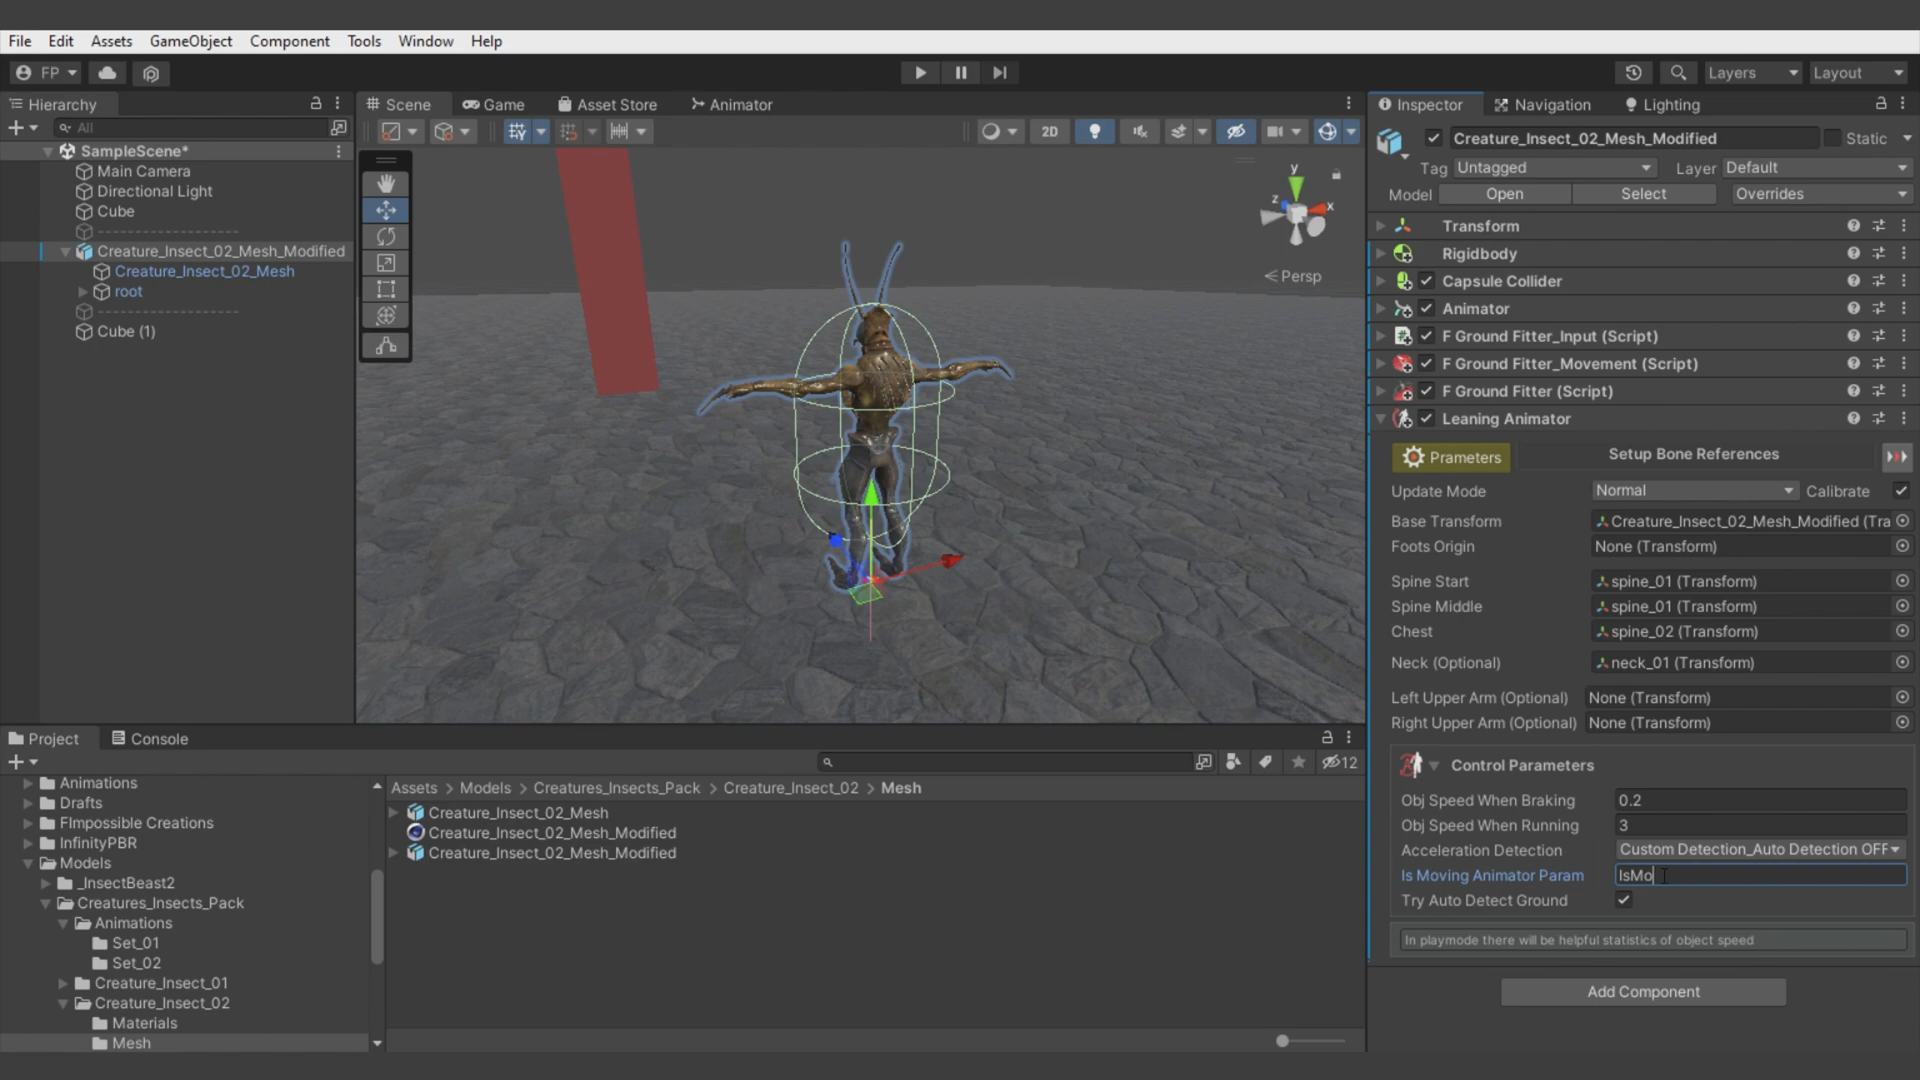 File Edit Assets GameObject Component Tools Window Help
FP Layers Layout
Hierarchy
All
SampleScene*
Main Camera
Directional Light
Cube
------------------
Creature_Insect_02_Mesh_Modified
Creature_Insect_02_Mesh
root
------------------
Cube (1)
Scene Game Asset Store Animator
2D
y
z
x
Persp
Project Console
12
Animations
Drafts
FImpossible Creations
InfinityPBR
Models
_InsectBeast2
Creatures_Insects_Pack
Animations
Set_01
Set_02
Creature_Insect_01
Creature_Insect_02
Materials
Mesh
Assets > Models > Creatures_Insects_Pack > Creature_Insect_02 > Mesh
Creature_Insect_02_Mesh
Creature_Insect_02_Mesh_Modified
Creature_Insect_02_Mesh_Modified
Inspector Navigation Lighting
Creature_Insect_02_Mesh_Modified Static
Tag Untagged Layer Default
Model Open Select Overrides
Transform
Rigidbody
Capsule Collider
Animator
F Ground Fitter_Input (Script)
F Ground Fitter_Movement (Script)
F Ground Fitter (Script)
Leaning Animator
Prameters Setup Bone References
Update Mode Normal Calibrate
Base Transform Creature_Insect_02_Mesh_Modified (Tra
Foots Origin None (Transform)
Spine Start spine_01 (Transform)
Spine Middle spine_01 (Transform)
Chest spine_02 (Transform)
Neck (Optional) neck_01 (Transform)
Left Upper Arm (Optional) None (Transform)
Right Upper Arm (Optional) None (Transform)
Control Parameters
Obj Speed When Braking 0.2
Obj Speed When Running 3
Acceleration Detection Custom Detection_Auto Detection OFF
Is Moving Animator Param IsMo
Try Auto Detect Ground
In playmode there will be helpful statistics of object speed
Add Component